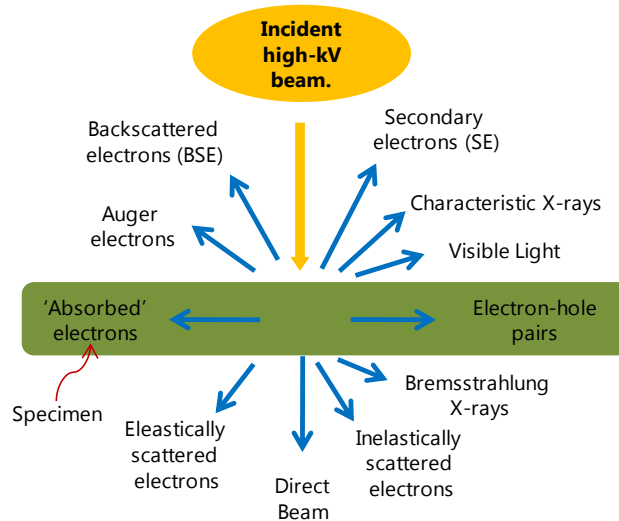 Incident
high-kV
beam.
Backscattered
electrons (BSE)
Secondary
electrons (SE)
Auger
electrons
Characteristic X-rays
Visible Light
‘Absorbed’
electrons
Electron-hole
pairs
Specimen
Bremsstrahlung
X-rays
Eleastically
scattered
electrons
Direct
Beam
Inelastically
scattered
electrons